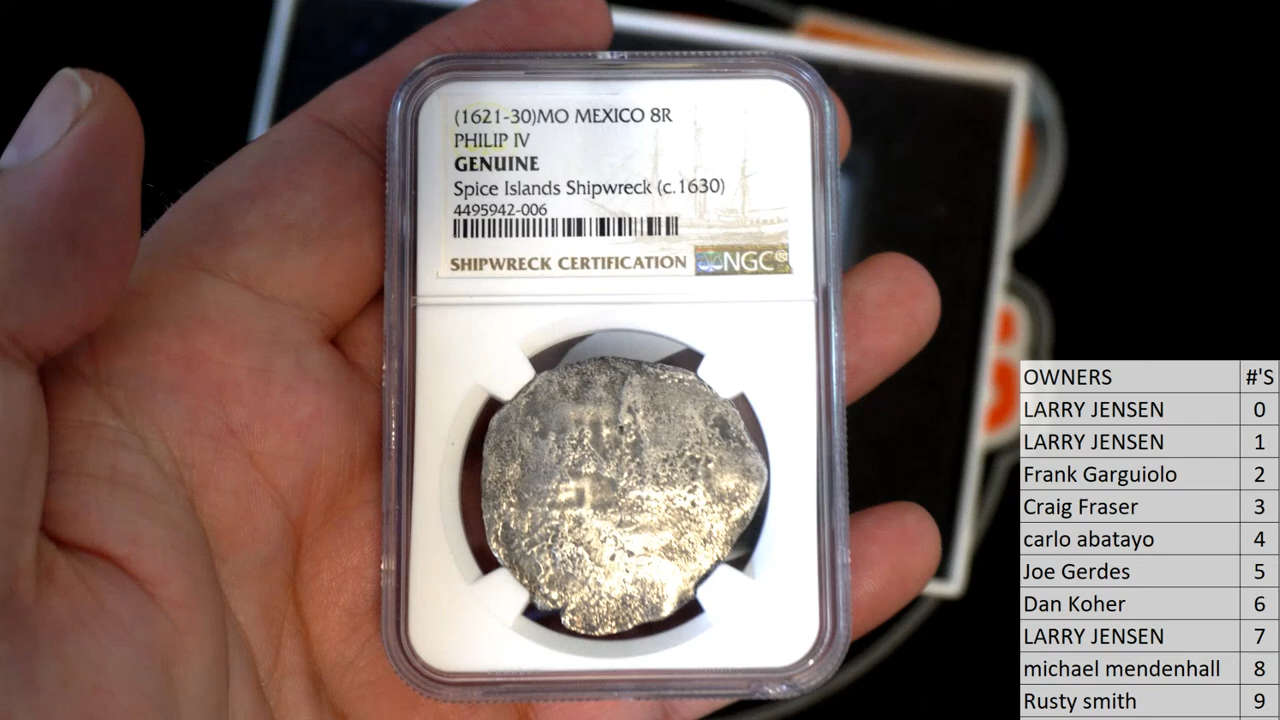 (1621-30)MO MEXICO 8R
PHILIP IV
GENUINE
Spice Islands Shipwreck (c.1630)
4495942-006
SHIPWRECK CERTIFICATION NGC
OWNERS #'S
LARRY JENSEN 0
LARRY JENSEN 1
Frank Garguiolo 2
Craig Fraser 3
carlo abatayo 4
Joe Gerdes 5
Dan Koher 6
LARRY JENSEN 7
michael mendenhall 8
Rusty smith 9